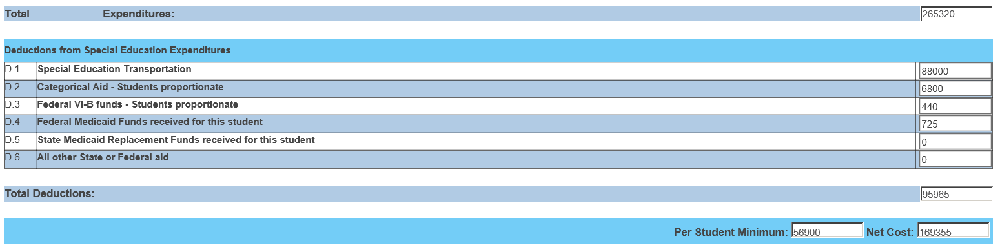 Total Expenditures: 265320
Deductions from Special Education Expenditures
D.1 Special Education Transportation 88000
D.2 Categorical Aid - Students proportionate 6800
D.3 Federal VI-B funds - Students proportionate 440
D.4 Federal Medicaid Funds received for this student 725
D.5 State Medicaid Replacement Funds received for this student 0
D.6 All other State or Federal aid 0
Total Deductions: 95965
Per Student Minimum: 56900 Net Cost: 169355